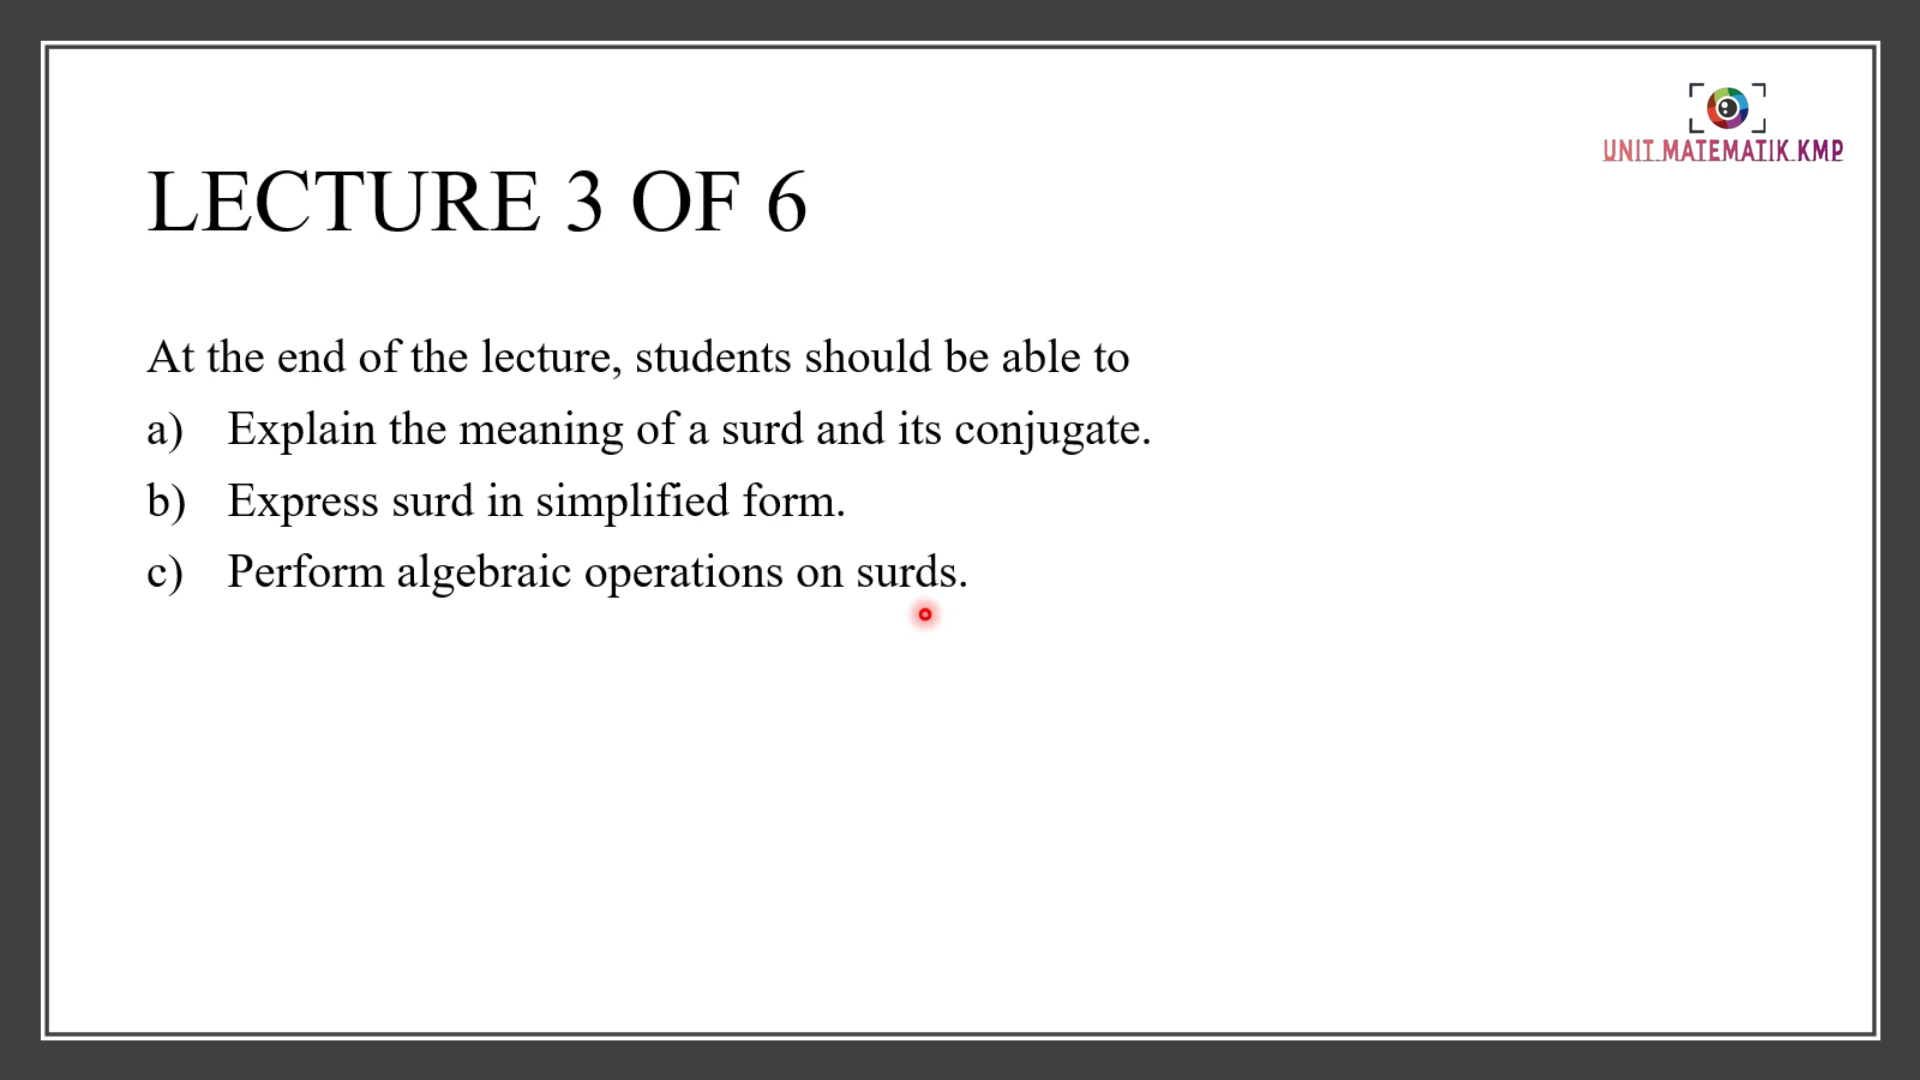 UNIT.MATEMATIK.KMP
LECTURE 3 OF 6
At the end of the lecture, students should be able to
a) Explain the meaning of a surd and its conjugate.
b) Express surd in simplified form.
c) Perform algebraic operations on surds.